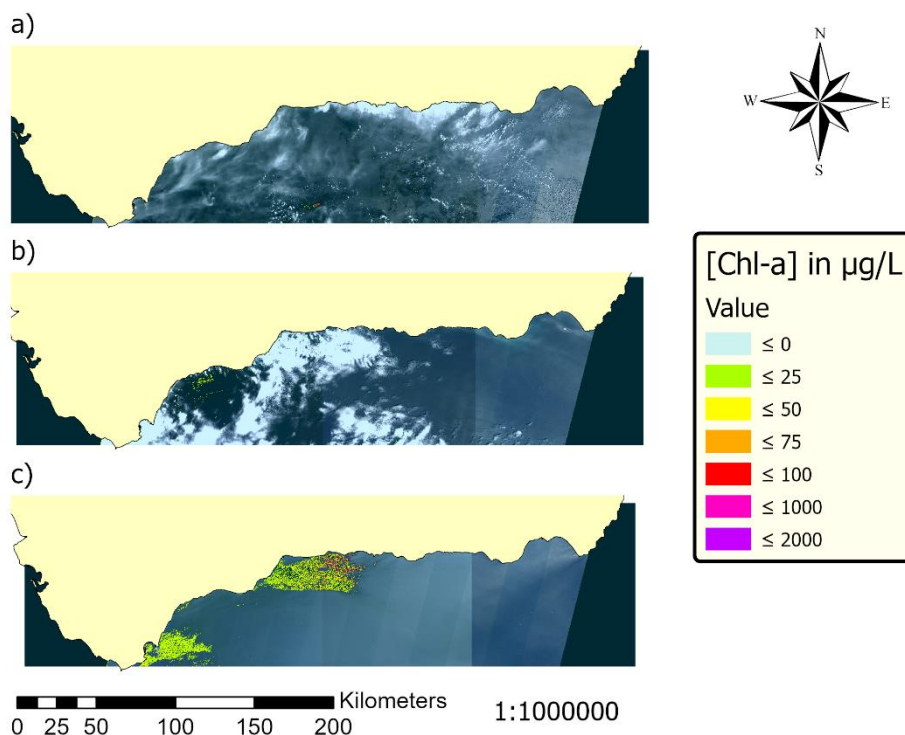 a)
N
W
E
S
b)
[Chl-a] in µg/L
Value
≤ 0
≤ 25
≤ 50
≤ 75
≤ 100
≤ 1000
≤ 2000
c)
Kilometers
0 25 50 100 150 200
1:1000000